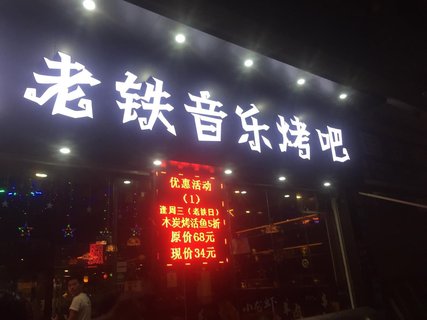 老铁音乐烤吧
优惠活动
(1)
逢周三(老铁日)
木炭烤活鱼5折
原价68元
现价34元